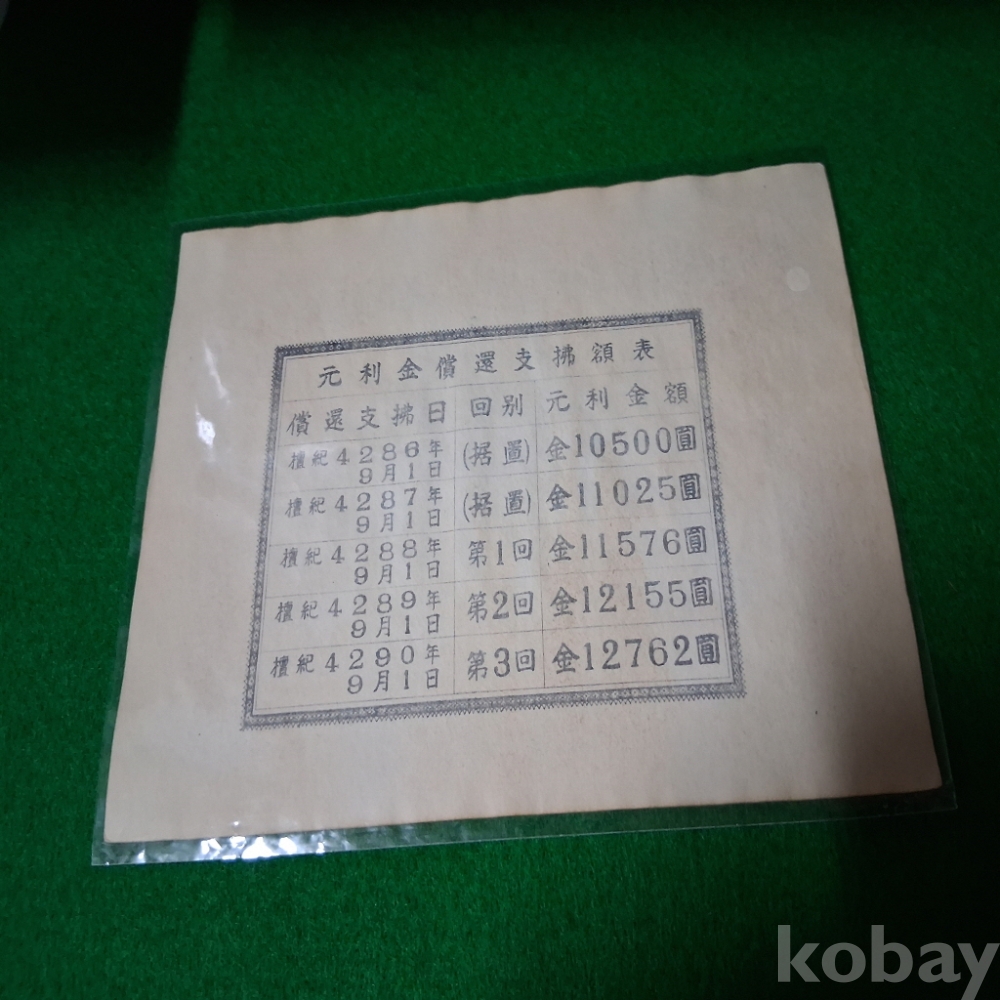 元利金償還支拂額表
償還支拂日 回别 元利金額
檀紀4286年 (据置) 金10500圓
9月1日
檀紀4287年 (据置) 金11025圓
9月1日
檀紀4288年 第1回 金11576圓
9月1日
檀紀4289年 第2回 金12155圓
9月1日
檀紀4290年 第3回 金12762圓
9月1日
kobay